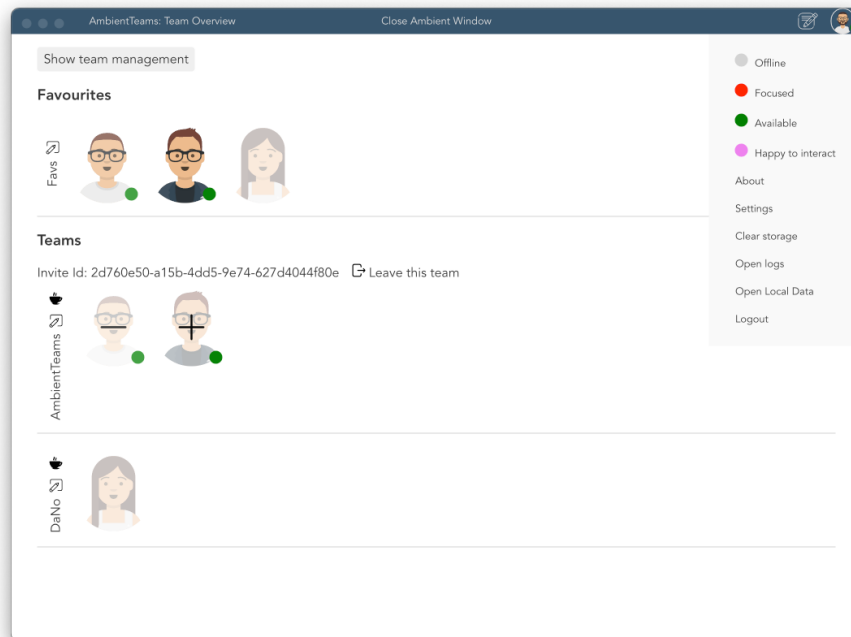 AmbientTeams: Team Overview
Close Ambient Window
Show team management
Favourites
Favs
Teams
Invite Id: 2d760e50-a15b-4dd5-9e74-627d4044f80e
Leave this team
AmbientTeams
DaNo
Offline
Focused
Available
Happy to interact
About
Settings
Clear storage
Open logs
Open Local Data
Logout